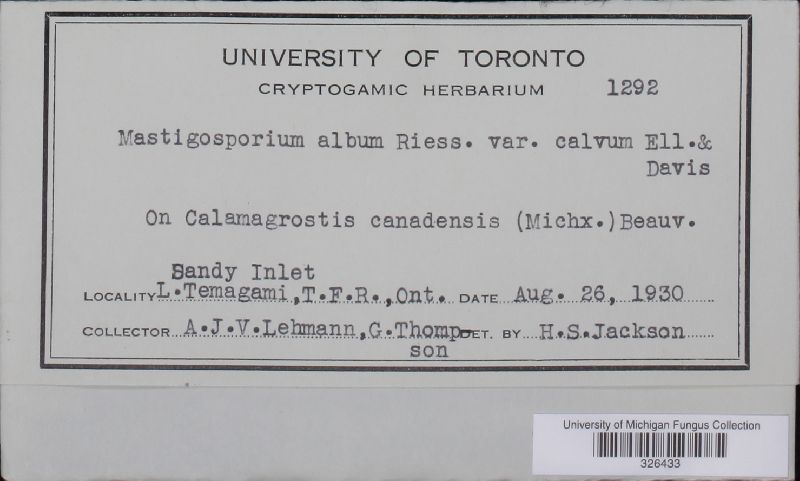 UNIVERSITY OF TORONTO
CRYPTOGAMIC HERBARIUM 1292
Mastigosporium album Riess. var. calvum Ell.&
Davis
On Calamagrostis canadensis (Michx.)Beauv.
Sandy Inlet
LOCALITY L.Temagami,T.F.R.,Ont. DATE Aug. 26, 1930
COLLECTOR A.J.V.Lehmann,G.Thomp- ET. BY H.S.Jackson
son
University of Michigan Fungus Collection
326433